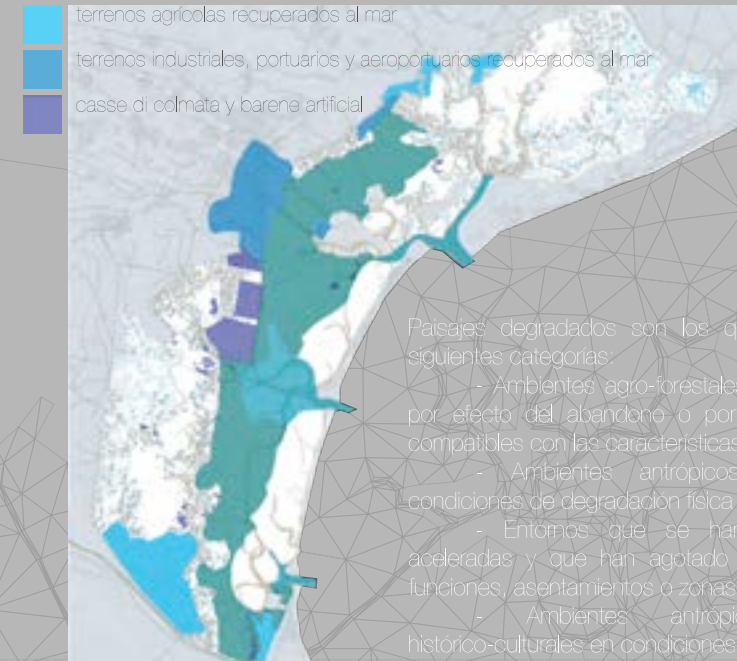 terrenos agrícolas recuperados al mar
terrenos industriales, portuarios y aeroportuarios recuperados al mar
casse di colmata y barene artificial
Paisajes degradados son los q
siguientes categorías:
- Ambientes agro-forestales
por efecto del abandono o por
compatibles con las características
- Ambientes antrópicos
condiciones de degradación física
- Entornos que se har
aceleradas y que han agotado
funciones, asentamientos o zonas
- Ambientes antrópic
histórico-culturales en condiciones